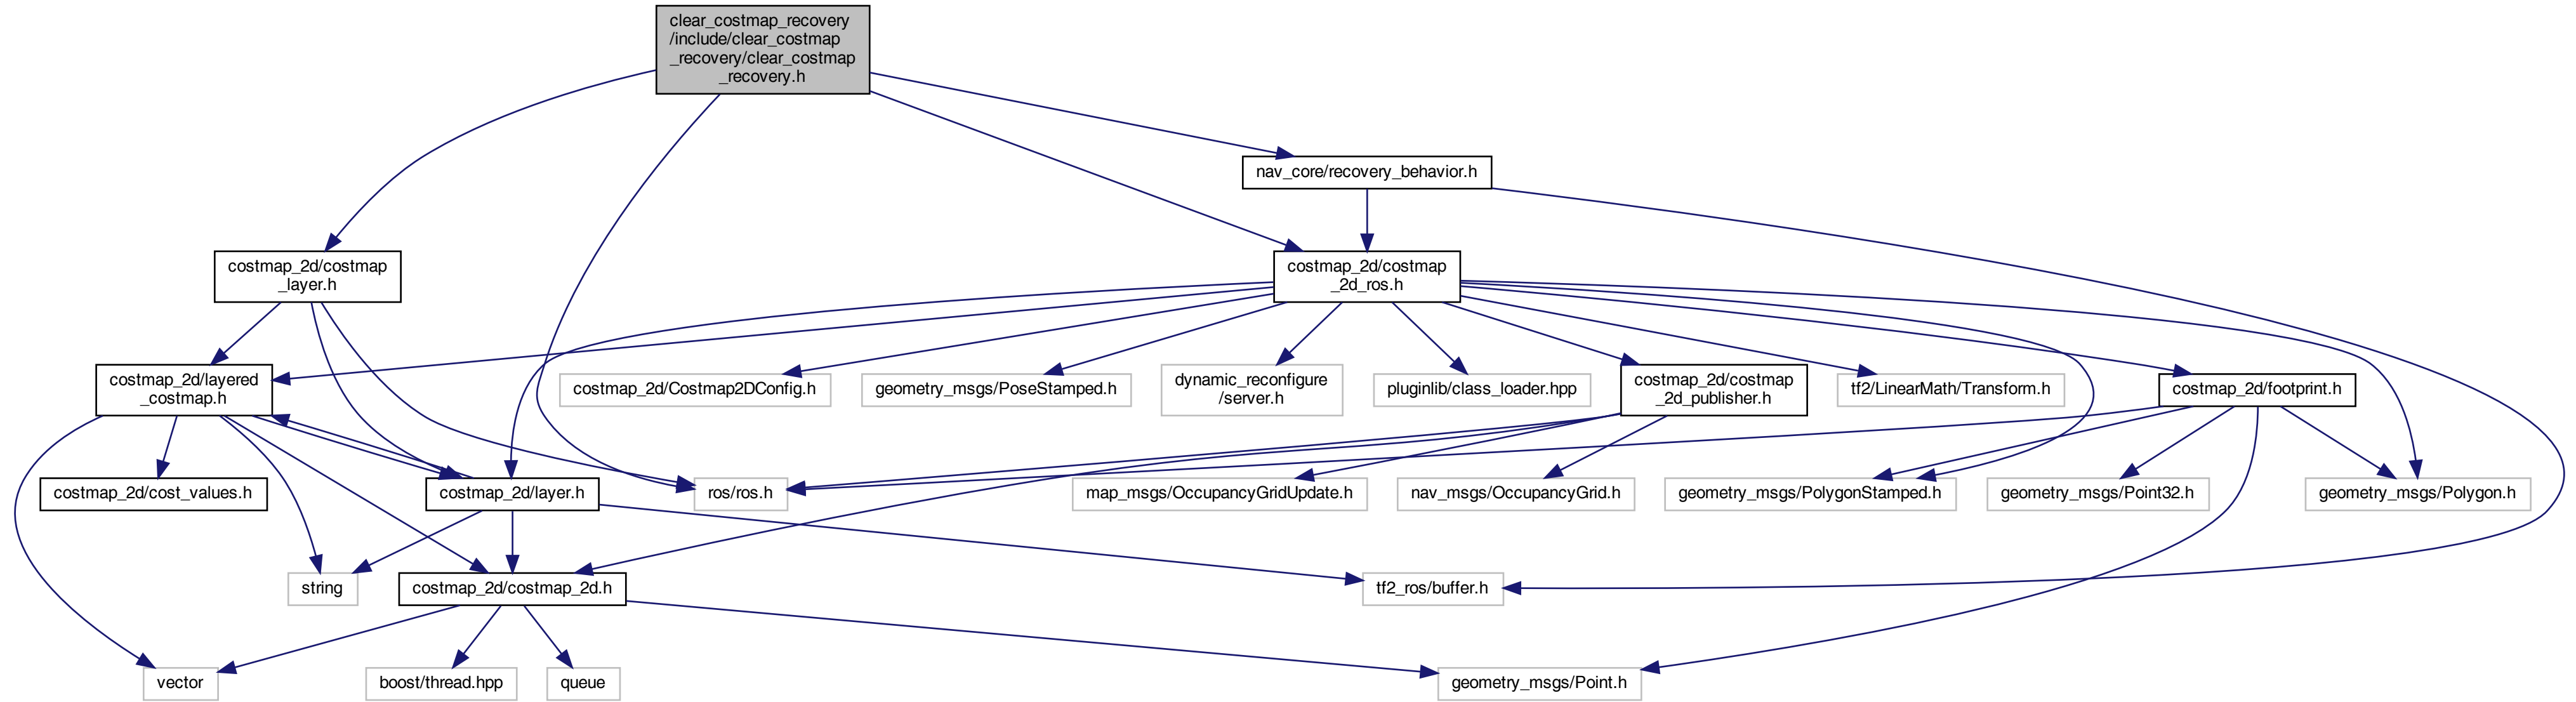 clear_costmap_recovery
/include/clear_costmap
_recovery/clear_costmap
_recovery.h
nav_core/recovery_behavior.h
costmap_2d/costmap
_layer.h
costmap_2d/costmap
_2d_ros.h
costmap_2d/layered
_costmap.h
costmap_2d/Costmap2DConfig.h
geometry_msgs/PoseStamped.h
dynamic_reconfigure
/server.h
pluginlib/class_loader.hpp
costmap_2d/costmap
_2d_publisher.h
tf2/LinearMath/Transform.h
costmap_2d/footprint.h
costmap_2d/cost_values.h
costmap_2d/layer.h
ros/ros.h
map_msgs/OccupancyGridUpdate.h
nav_msgs/OccupancyGrid.h
geometry_msgs/PolygonStamped.h
geometry_msgs/Point32.h
geometry_msgs/Polygon.h
string
costmap_2d/costmap_2d.h
tf2_ros/buffer.h
vector
boost/thread.hpp
queue
geometry_msgs/Point.h